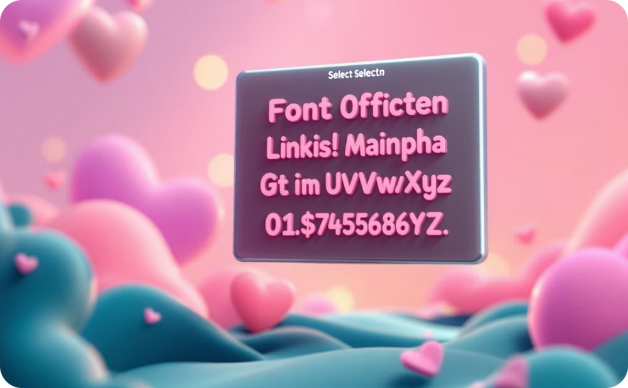 Select Selectn
Font Officten
Linkis! Mainpha
Gt im UVVw/Xyz
01.$7455686YZ.